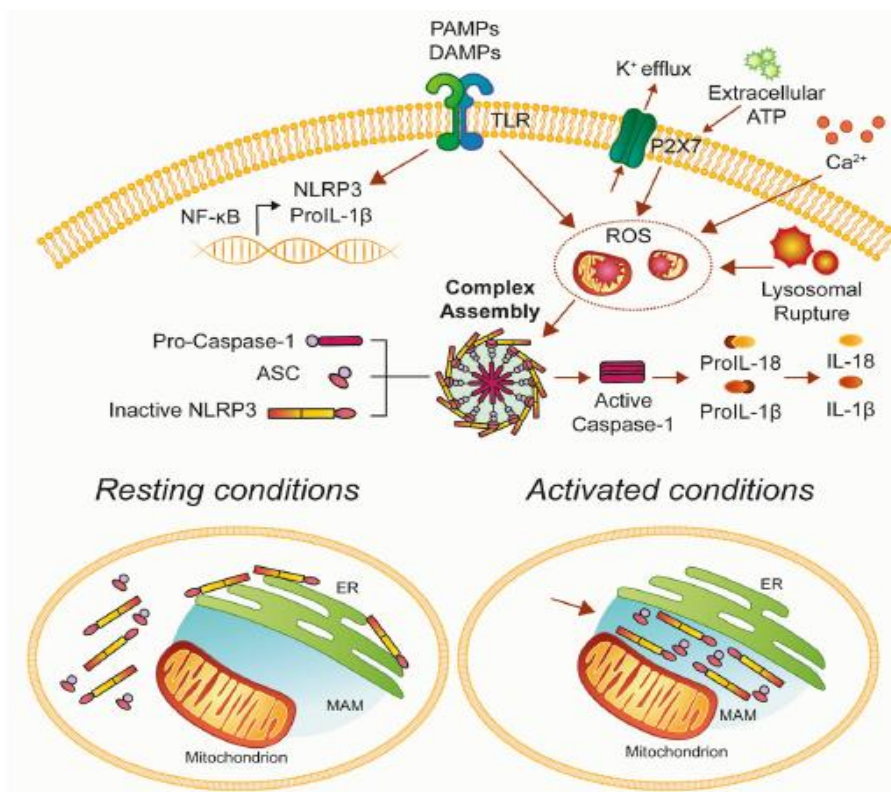 PAMPs
DAMPs
TLR
K⁺ efflux
P2X7
Extracellular
ATP
Ca²⁺
NF-κB
NLRP3
ProIL-1β
ROS
Lysosomal
Rupture
Complex
Assembly
Pro-Caspase-1
ASC
Inactive NLRP3
Active
Caspase-1
ProIL-18
IL-18
ProIL-1β
IL-1β
Resting conditions
ER
MAM
Mitochondrion
Activated conditions
ER
MAM
Mitochondrion